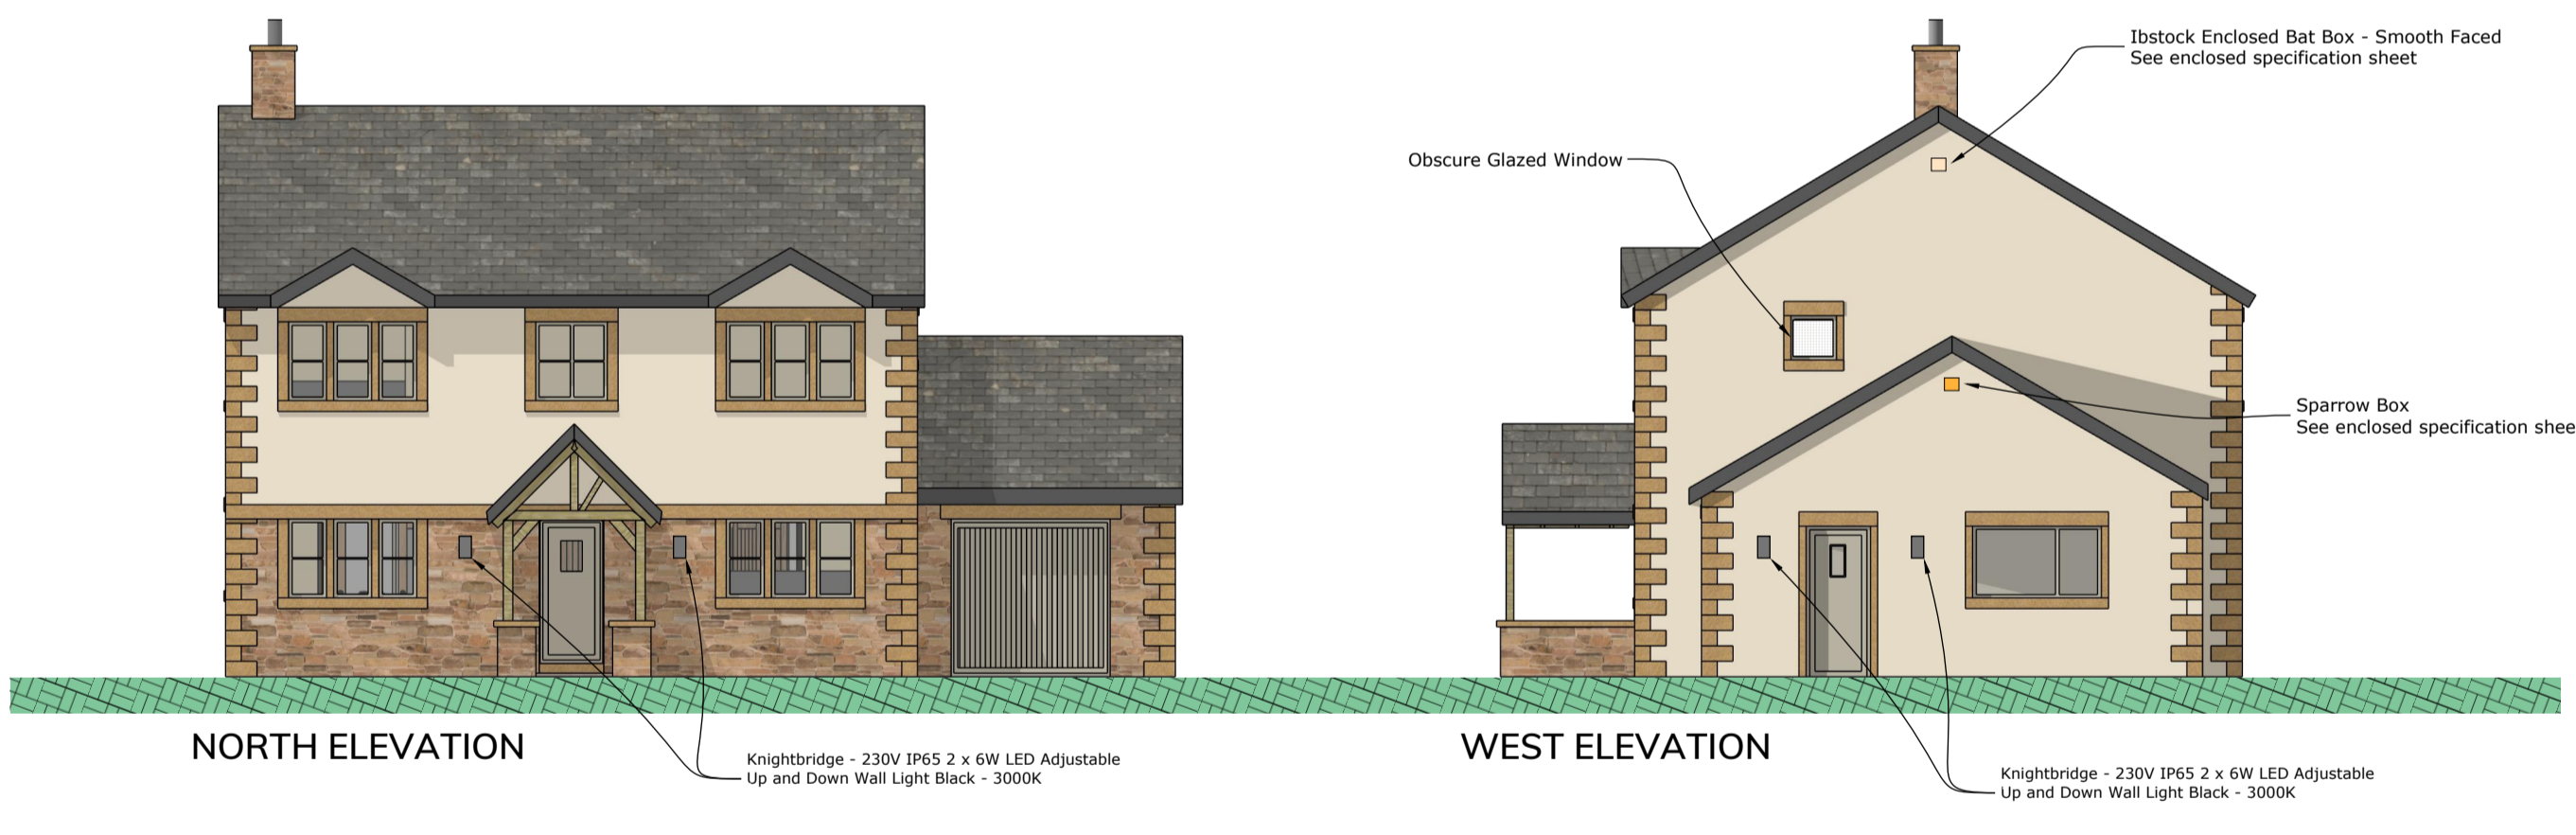 Ibstock Enclosed Bat Box - Smooth Faced
See enclosed specification sheet
Obscure Glazed Window
Sparrow Box
See enclosed specification shee
NORTH ELEVATION
Knightbridge - 230V IP65 2 x 6W LED Adjustable
Up and Down Wall Light Black - 3000K
WEST ELEVATION
Knightbridge - 230V IP65 2 x 6W LED Adjustable
Up and Down Wall Light Black - 3000K